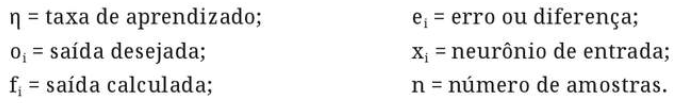 η = taxa de aprendizado;
oᵢ = saída desejada;
fᵢ = saída calculada;
eᵢ = erro ou diferença;
xᵢ = neurônio de entrada;
n = número de amostras.